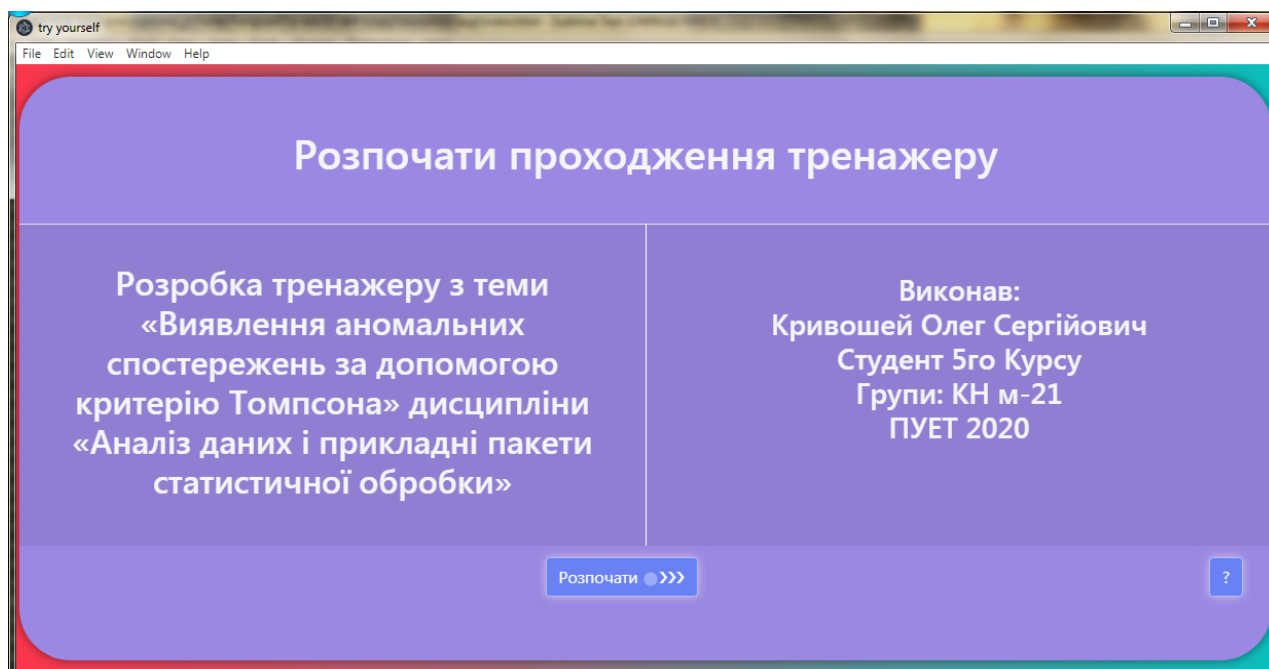 try yourself
File Edit View Window Help
Розпочати проходження тренажеру
Розробка тренажеру з теми
«Виявлення аномальних
спостережень за допомогою
критерію Томпсона» дисципліни
«Аналіз даних і прикладні пакети
статистичної обробки»
Виконав:
Кривошей Олег Сергійович
Студент 5го Курсу
Групи: КН м-21
ПУЕТ 2020
Розпочати
?